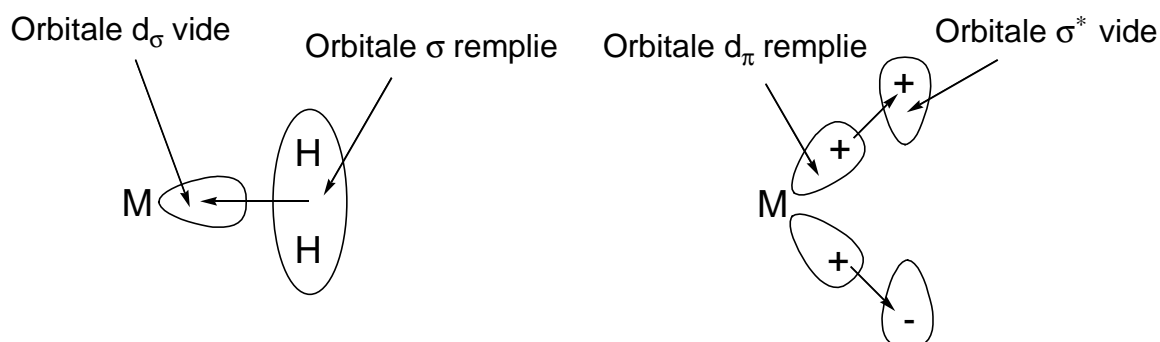 Orbitale dσ vide
Orbitale σ remplie
H
M
H
Orbitale dπ remplie
Orbitale σ* vide
+
+
M
+
-